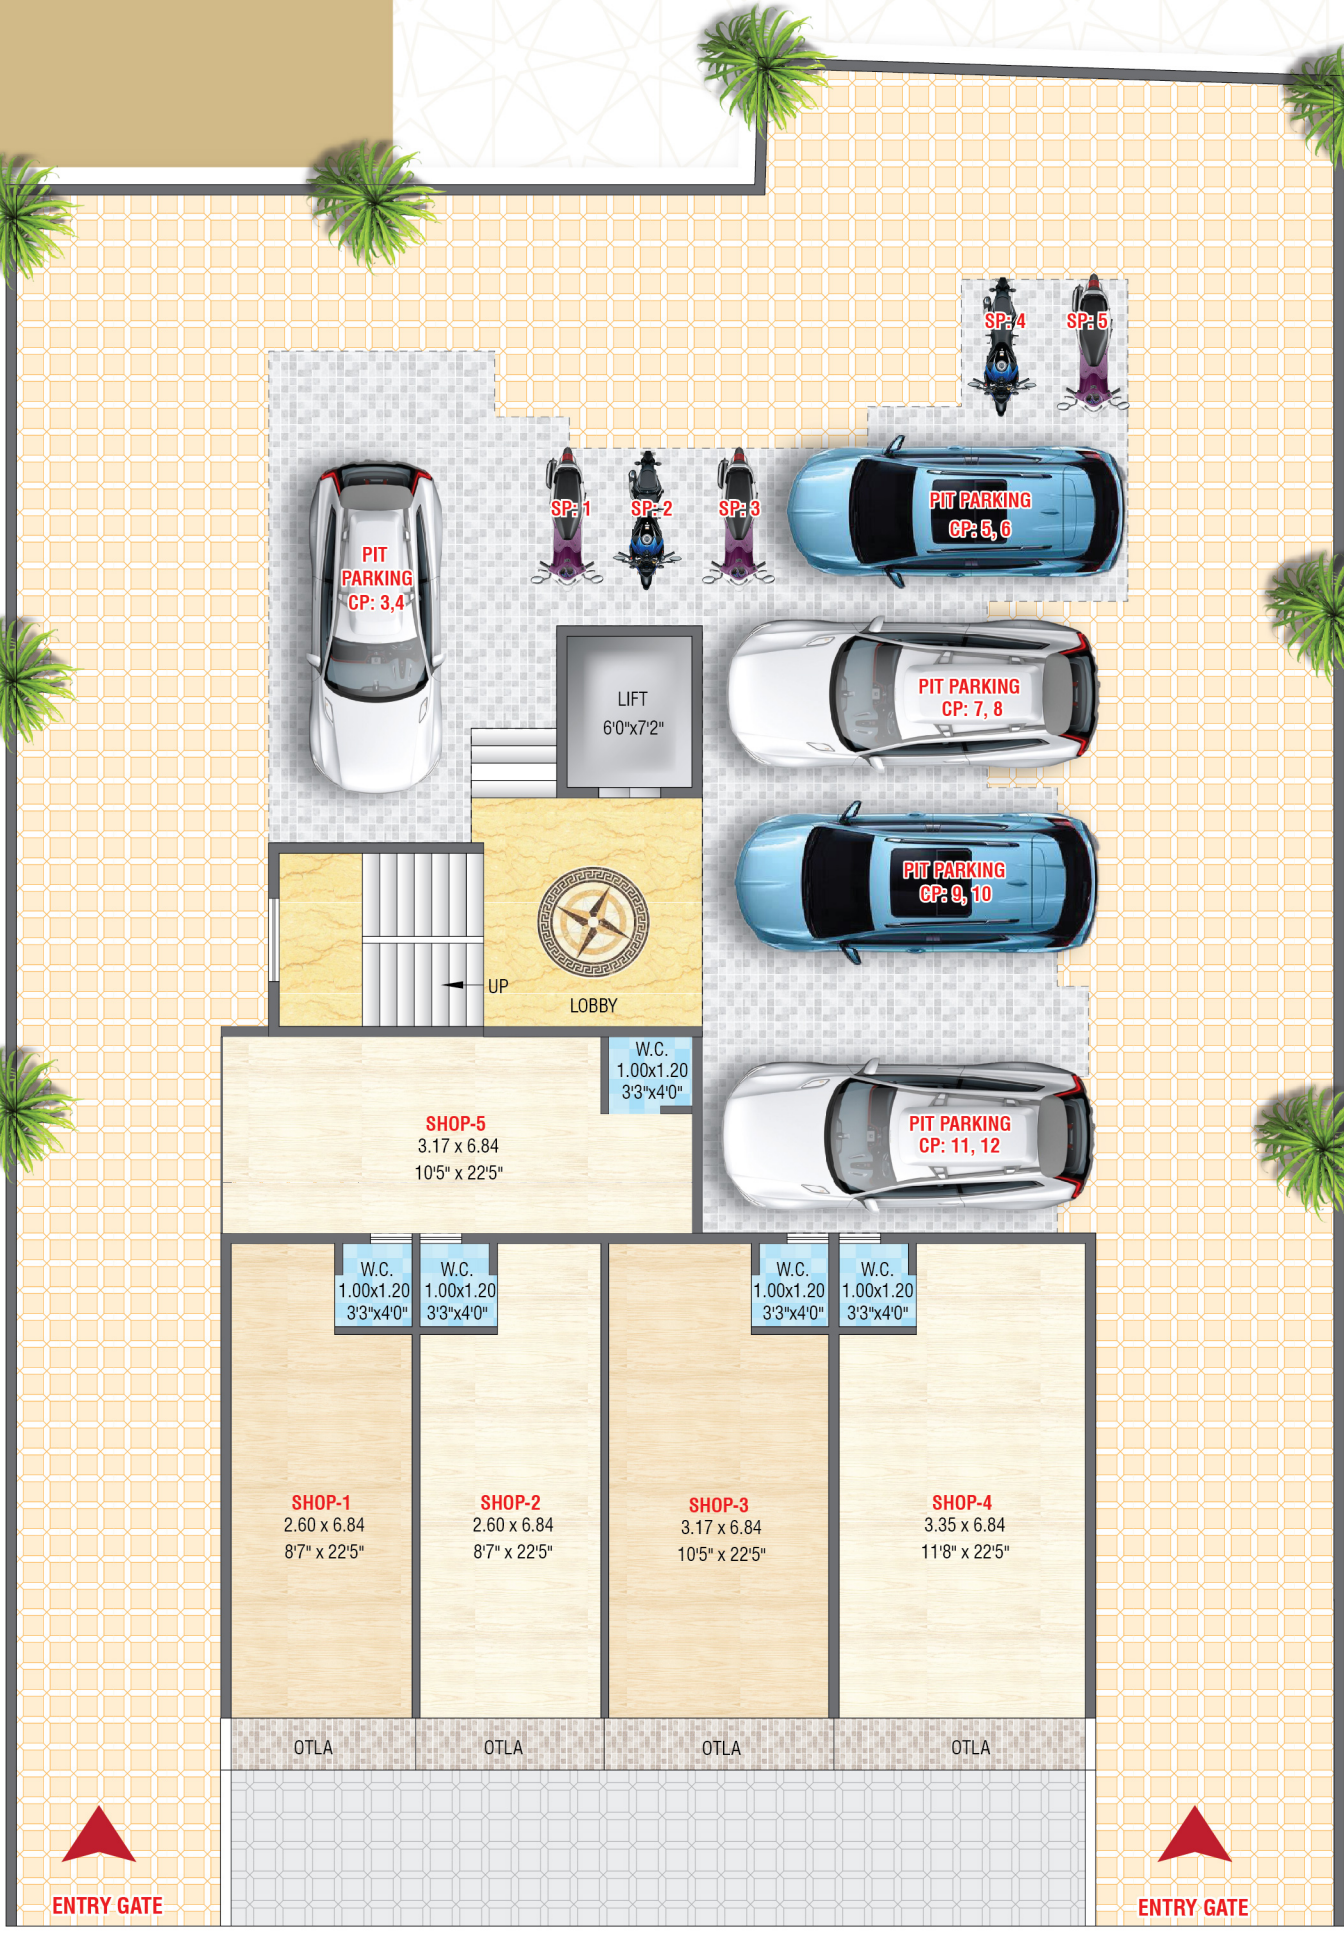 SP: 4
SP: 5
PIT PARKING
CP: 5, 6
SP: 1
SP: 2
SP: 3
PIT
PARKING
CP: 3,4
LIFT
6'0"x7'2"
PIT PARKING
CP: 7, 8
PIT PARKING
CP: 9, 10
UP
LOBBY
W.C.
1.00x1.20
3'3"x4'0"
SHOP-5
3.17 x 6.84
10'5" x 22'5"
PIT PARKING
CP: 11, 12
W.C.
1.00x1.20
3'3"x4'0"
W.C.
1.00x1.20
3'3"x4'0"
W.C.
1.00x1.20
3'3"x4'0"
W.C.
1.00x1.20
3'3"x4'0"
SHOP-1
2.60 x 6.84
8'7" x 22'5"
SHOP-2
2.60 x 6.84
8'7" x 22'5"
SHOP-3
3.17 x 6.84
10'5" x 22'5"
SHOP-4
3.35 x 6.84
11'8" x 22'5"
OTLA
OTLA
OTLA
OTLA
ENTRY GATE
ENTRY GATE